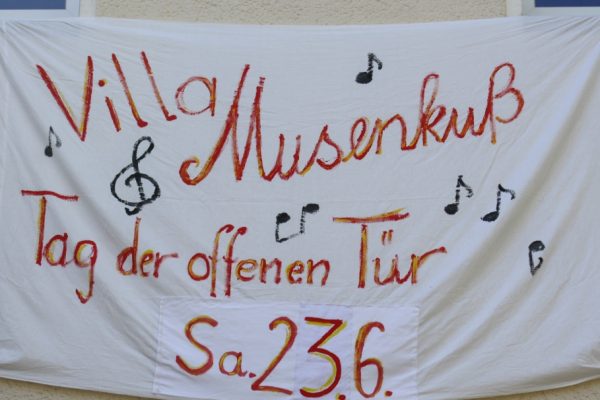 Villa
Musenkuß
Tag der offenen Tür
Sa. 23.6.